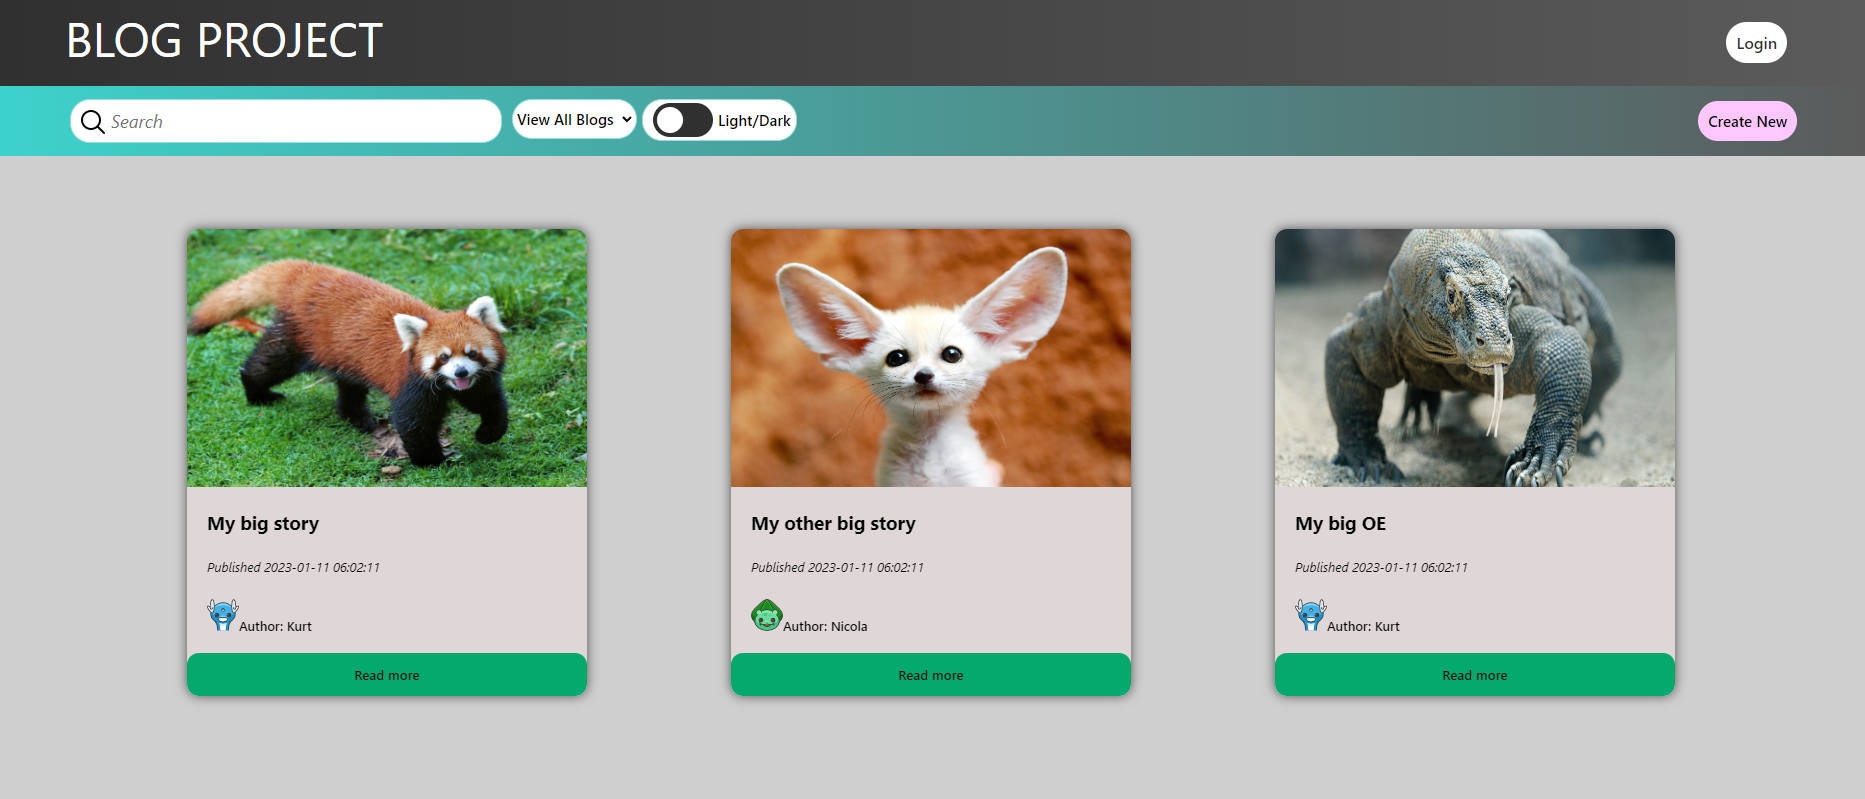 BLOG PROJECT
Login
Search
View All Blogs
Light/Dark
Create New
My big story
Published 2023-01-11 06:02:11
Author: Kurt
Read more
My other big story
Published 2023-01-11 06:02:11
Author: Nicola
Read more
My big OE
Published 2023-01-11 06:02:11
Author: Kurt
Read more